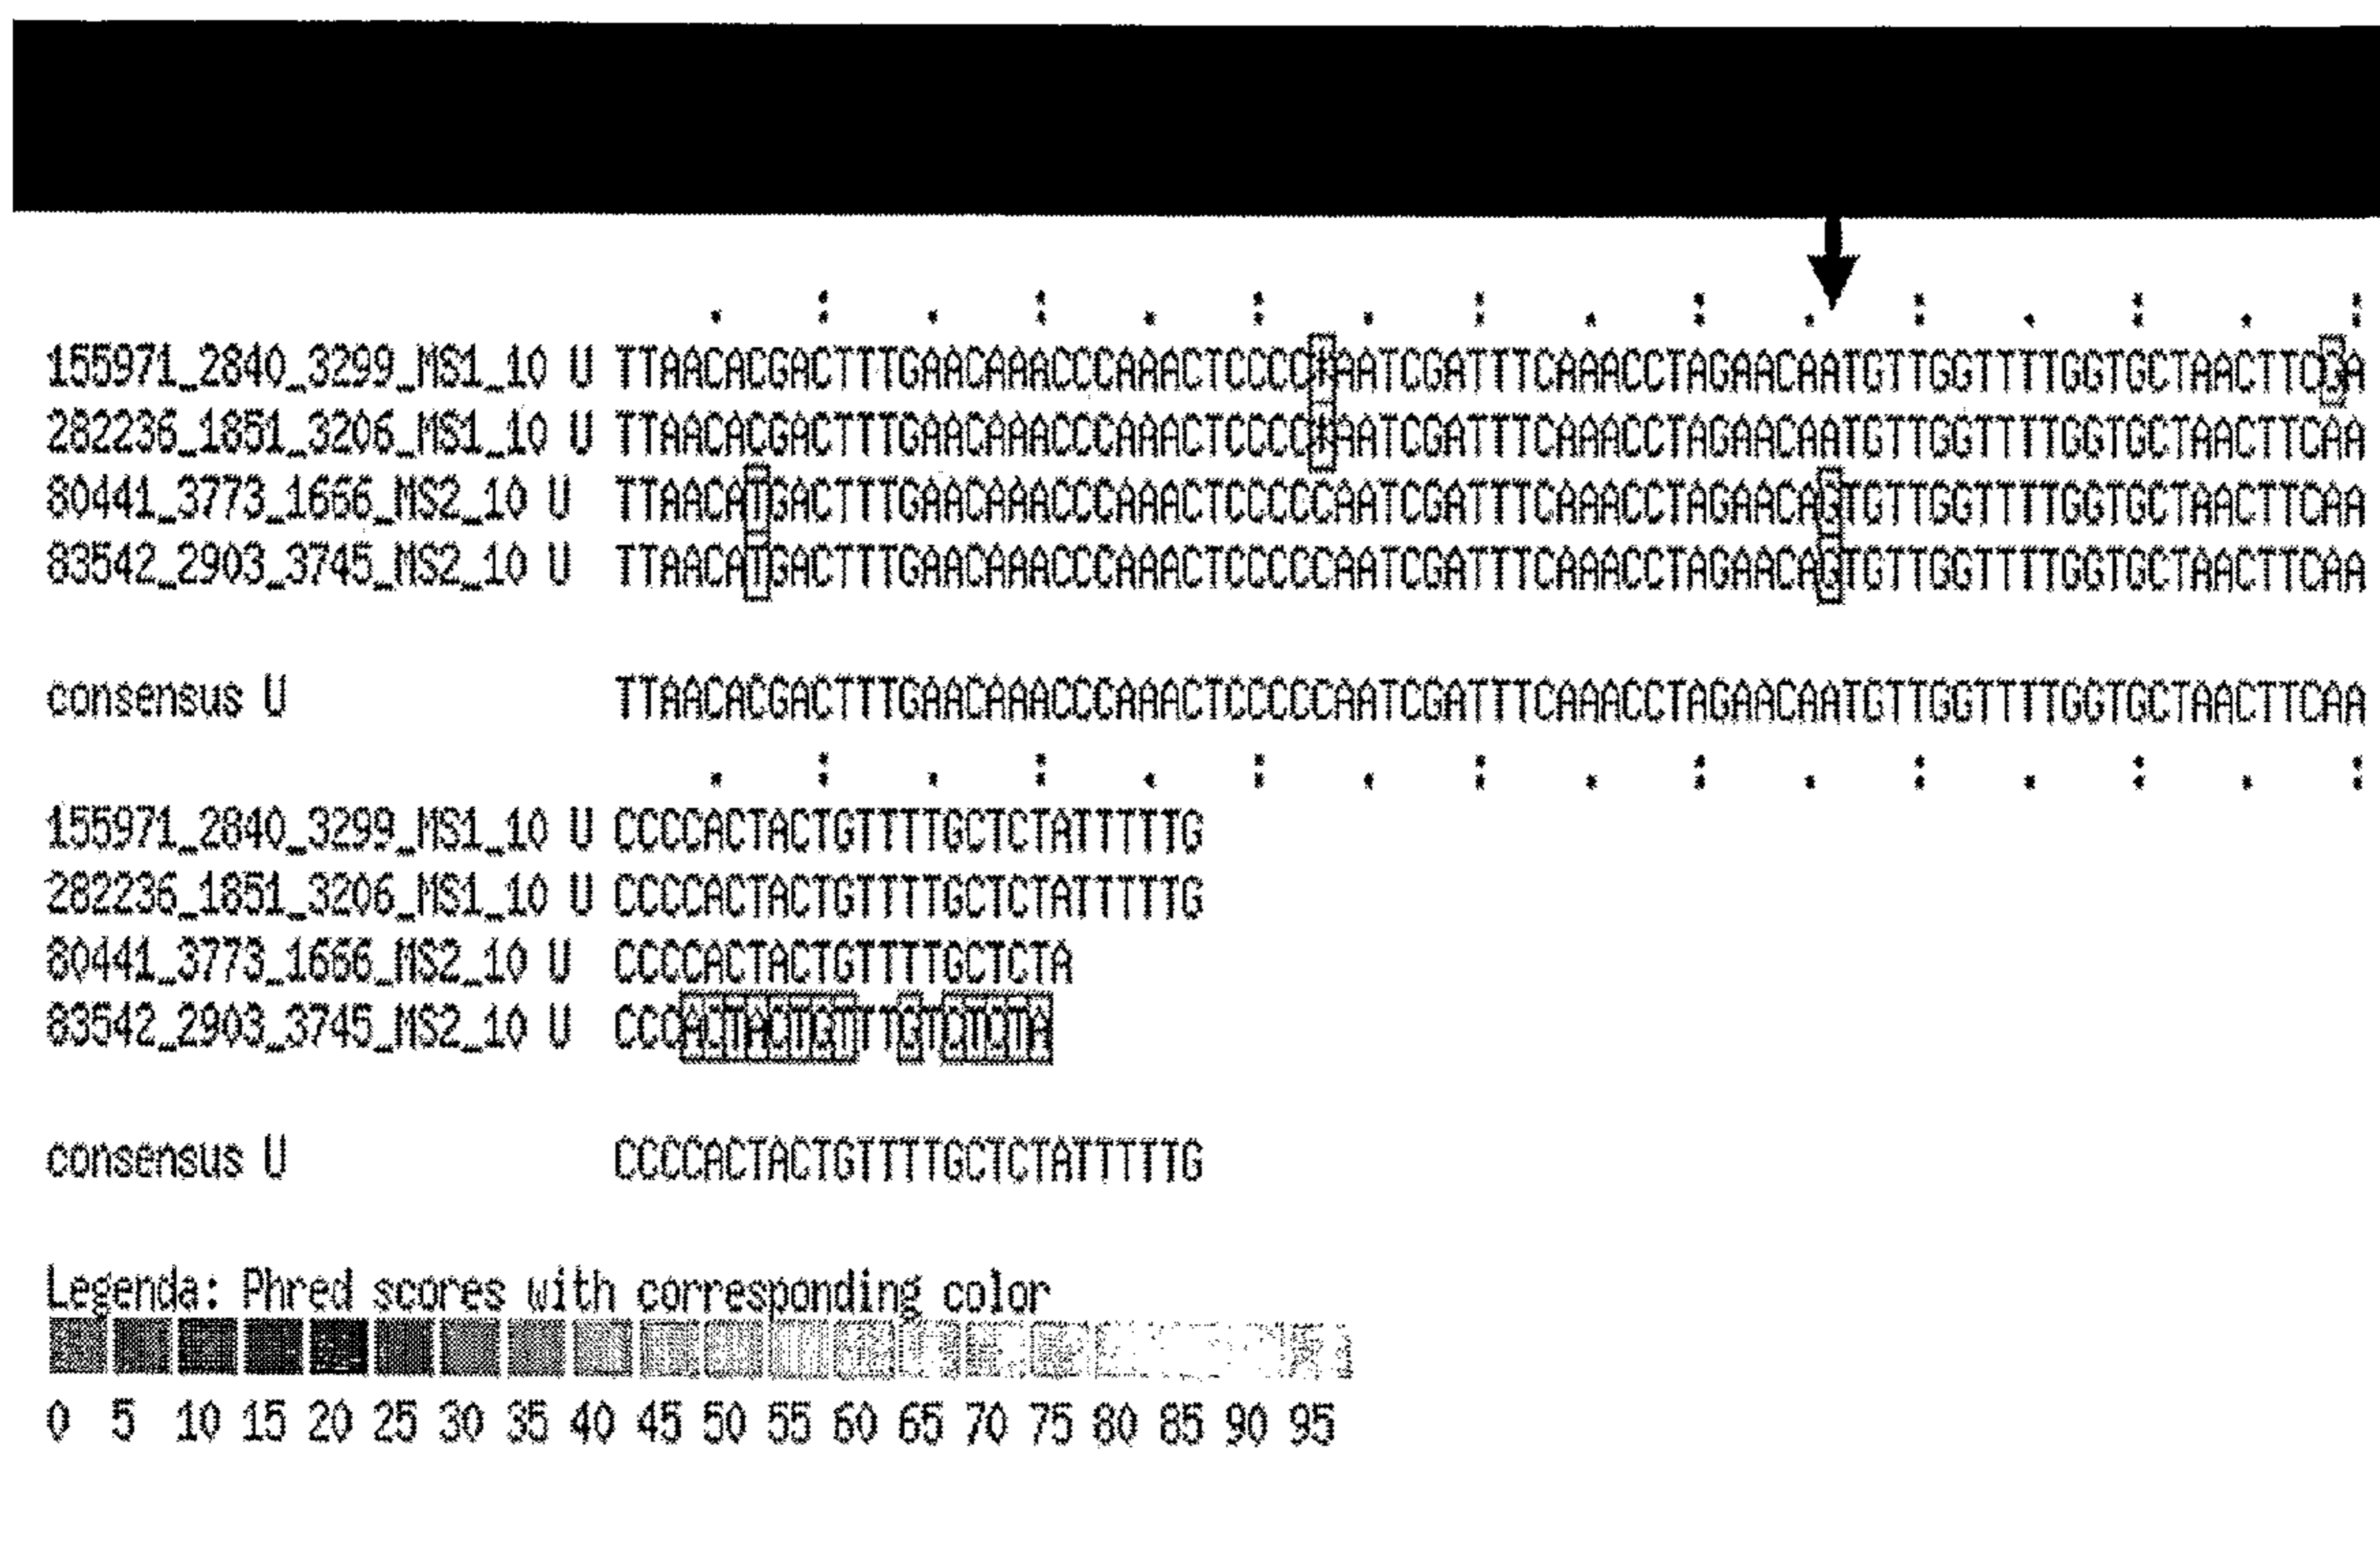 155971_2840_3299_MS1_10 U TTAACACGACTTTGAACAAACCCAAACTCCCCTAATCGATTTCAAACCTAGAACAATGTTGGTTTTGGTGCTAACTTCGA
282236_1851_3206_MS1_10 U TTAACACGACTTTGAACAAACCCAAACTCCCCAAATCGATTTCAAACCTAGAACAATGTTGGTTTTGGTGCTAACTTCAA
80441_3773_1666_MS2_10 U TTAACATGACTTTGAACAAACCCAAACTCCCCCAATCGATTTCAAACCTAGAACAGTGTTGGTTTTGGTGCTAACTTCAA
83542_2903_3745_MS2_10 U TTAACATGACTTTGAACAAACCCAAACTCCCCCAATCGATTTCAAACCTAGAACAGTGTTGGTTTTGGTGCTAACTTCAA
consensus U TTAACACGACTTTGAACAAACCCAAACTCCCCCAATCGATTTCAAACCTAGAACAATGTTGGTTTTGGTGCTAACTTCAA
155971_2840_3299_MS1_10 U CCCCACTACTGTTTTGCTCTATTTTTG
282236_1851_3206_MS1_10 U CCCCACTACTGTTTTGCTCTATTTTTG
80441_3773_1666_MS2_10 U CCCCACTACTGTTTTGCTCTA
83542_2903_3745_MS2_10 U CCCACTACTGTTTGTCTCTA
consensus U CCCCACTACTGTTTTGCTCTATTTTTG
Legenda: Phred scores with corresponding color
0 5 10 15 20 25 30 35 40 45 50 55 60 65 70 75 80 85 90 95